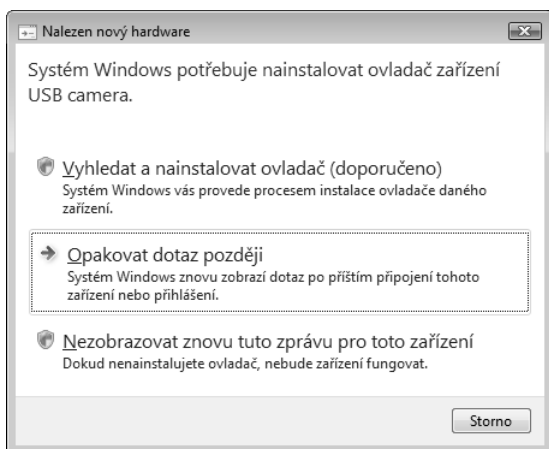 Nalezen nový hardware
Systém Windows potřebuje nainstalovat ovladač zařízení
USB camera.
Vyhledat a nainstalovat ovladač (doporučeno)
Systém Windows vás provede procesem instalace ovladače daného
zařízení.
Opakovat dotaz později
Systém Windows znovu zobrazí dotaz po příštím připojení tohoto
zařízení nebo přihlášení.
Nezobrazovat znovu tuto zprávu pro toto zařízení
Dokud nenainstalujete ovladač, nebude zařízení fungovat.
Storno